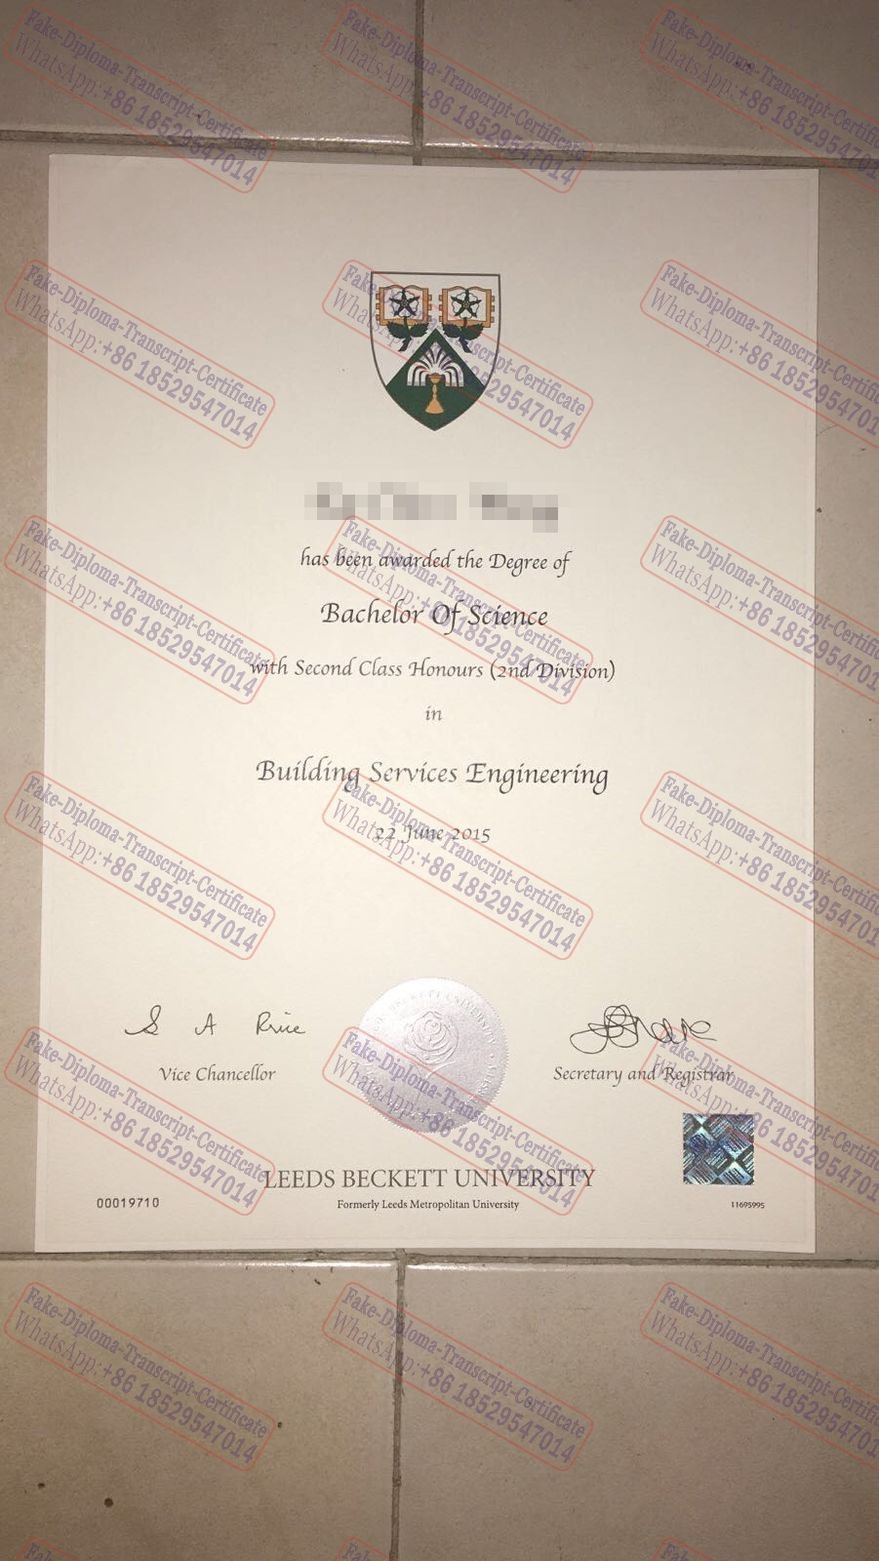 has been awarded the Degree of
Bachelor Of Science
with Second Class Honours (2nd Division)
in
Building Services Engineering
22 June 2015
S A Price
Vice Chancellor
Secretary and Registrar
LEEDS BECKETT UNIVERSITY
Formerly Leeds Metropolitan University
00019710
11695995
Fake-Diploma-Transcript-Certificate
WhatsApp:+86 18529547014